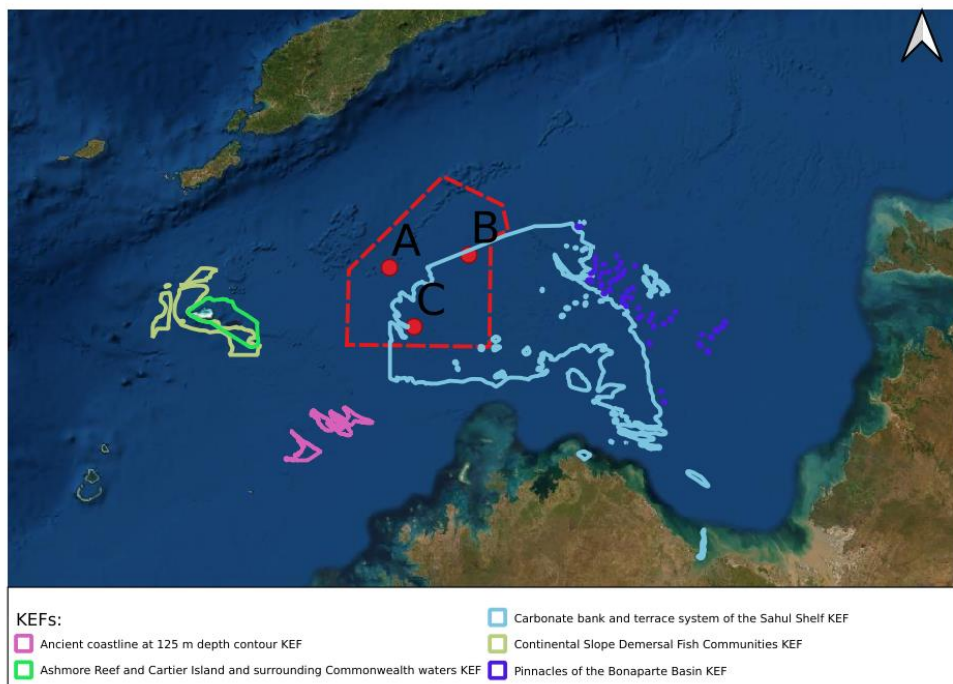 A
B
C
KEFs:
Ancient coastline at 125 m depth contour KEF
Ashmore Reef and Cartier Island and surrounding Commonwealth waters KEF
Carbonate bank and terrace system of the Sahul Shelf KEF
Continental Slope Demersal Fish Communities KEF
Pinnacles of the Bonaparte Basin KEF